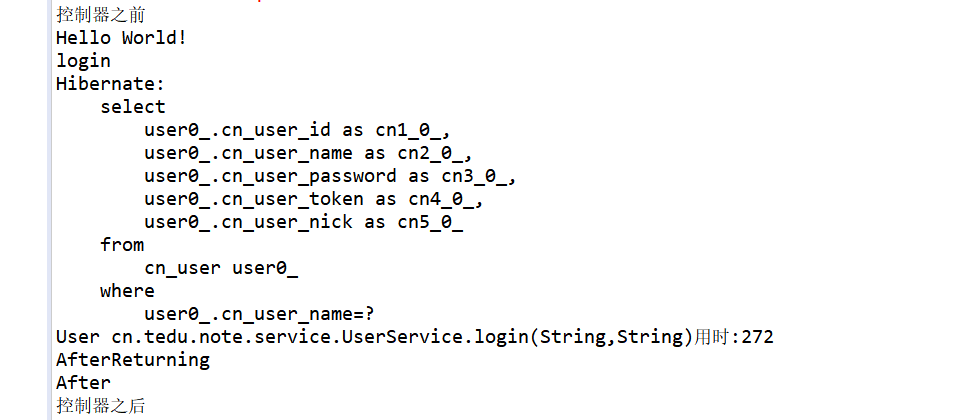 控制器之前
Hello World!
login
Hibernate:
    select
        user0_.cn_user_id as cn1_0_,
        user0_.cn_user_name as cn2_0_,
        user0_.cn_user_password as cn3_0_,
        user0_.cn_user_token as cn4_0_,
        user0_.cn_user_nick as cn5_0_
    from
        cn_user user0_
    where
        user0_.cn_user_name=?
User cn.tedu.note.service.UserService.login(String,String)用时:272
AfterReturning
After
控制器之后